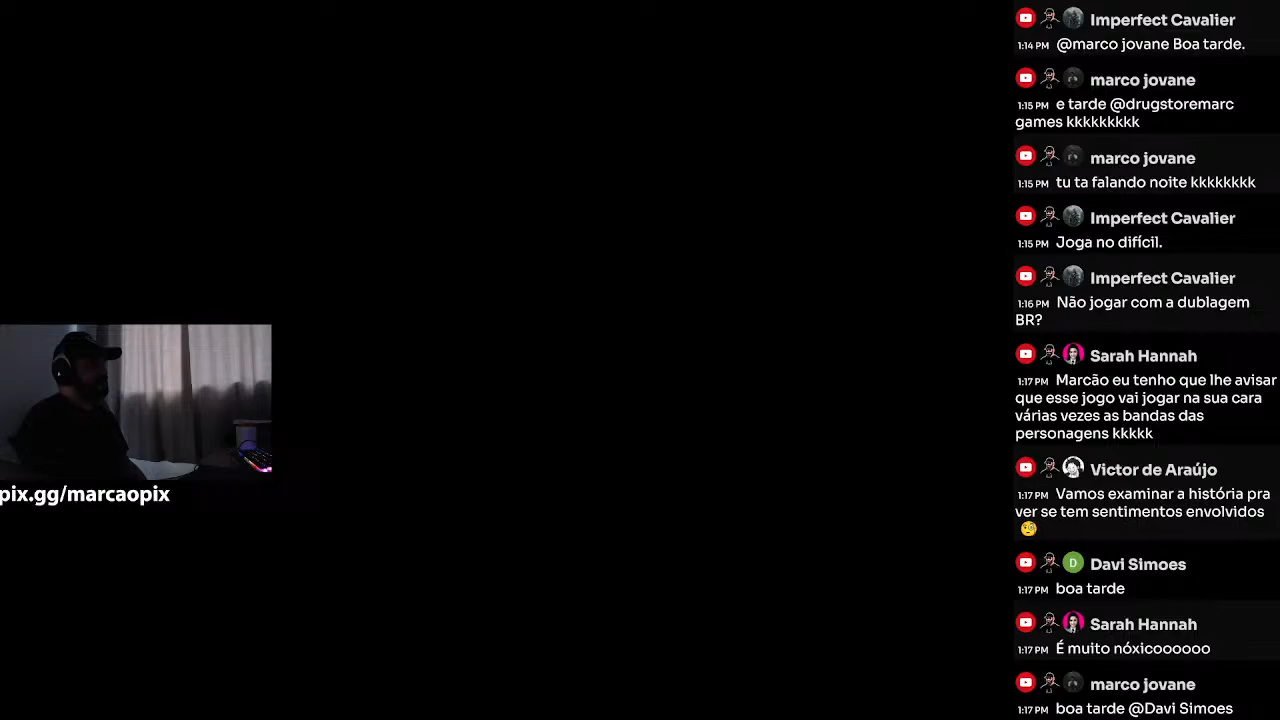 Imperfect Cavalier
1:14 PM @marco jovane Boa tarde.
marco jovane
1:15 PM e tarde @drugstoremarc
games kkkkkkkkk
marco jovane
1:15 PM tu ta falando noite kkkkkkkk
Imperfect Cavalier
1:15 PM Joga no difícil.
Imperfect Cavalier
1:16 PM Não jogar com a dublagem
BR?
Sarah Hannah
1:17 PM Marcão eu tenho que lhe avisar
que esse jogo vai jogar na sua cara
várias vezes as bandas das
personagens kkkkk
Victor de Araújo
1:17 PM Vamos examinar a história pra
ver se tem sentimentos envolvidos
🧐
D Davi Simoes
1:17 PM boa tarde
Sarah Hannah
1:17 PM É muito nóxicoooooo
marco jovane
1:17 PM boa tarde @Davi Simoes
pix.gg/marcaopix